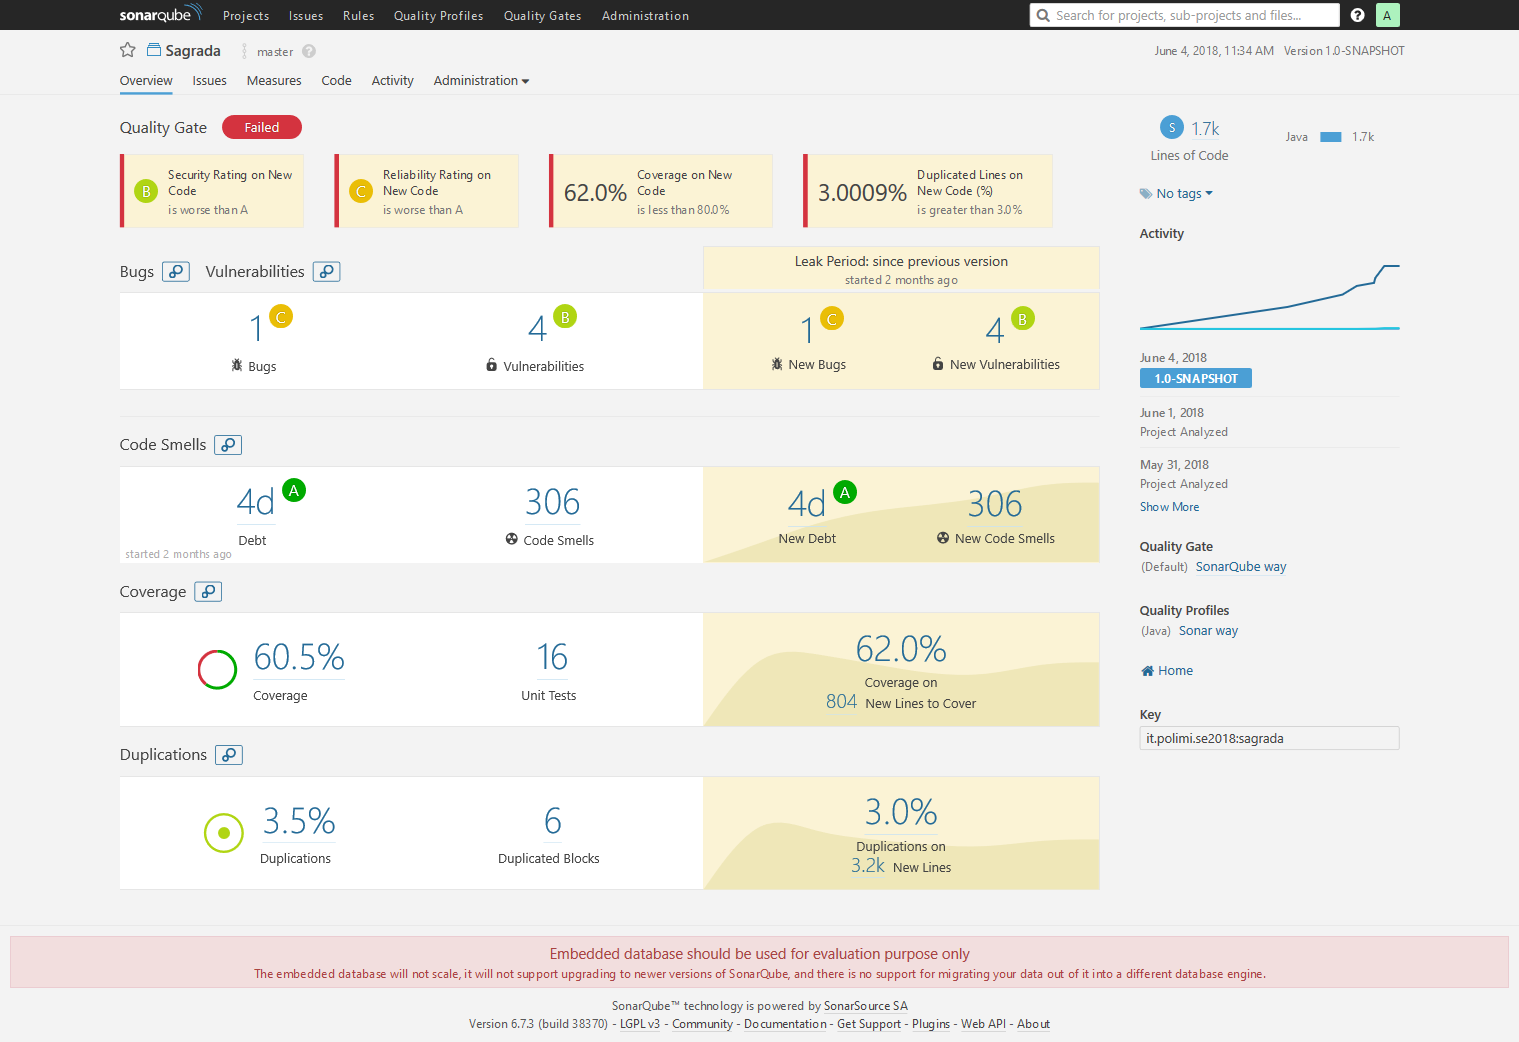 sonarqube Projects Issues Rules Quality Profiles Quality Gates Administration Search for projects, sub-projects and files... ? A
Sagrada master ? June 4, 2018, 11:34 AM Version 1.0-SNAPSHOT
Overview Issues Measures Code Activity Administration
Quality Gate Failed
B Security Rating on New Code
is worse than A
C Reliability Rating on New Code
is worse than A
62.0% Coverage on New Code
is less than 80.0%
3.0009% Duplicated Lines on New Code (%)
is greater than 3.0%
Bugs Vulnerabilities
Leak Period: since previous version
started 2 months ago
1 C 4 B 1 C 4 B
Bugs Vulnerabilities New Bugs New Vulnerabilities
Code Smells
4d A 306 4d A 306
Debt Code Smells New Debt New Code Smells
started 2 months ago
Coverage
60.5% 16 62.0%
Coverage Unit Tests Coverage on
804 New Lines to Cover
Duplications
3.5% 6 3.0%
Duplications Duplicated Blocks Duplications on
3.2k New Lines
S 1.7k Java 1.7k
Lines of Code
No tags
Activity
June 4, 2018
1.0-SNAPSHOT
June 1, 2018
Project Analyzed
May 31, 2018
Project Analyzed
Show More
Quality Gate
(Default) SonarQube way
Quality Profiles
(Java) Sonar way
Home
Key
it.polimi.se2018:sagrada
Embedded database should be used for evaluation purpose only
The embedded database will not scale, it will not support upgrading to newer versions of SonarQube, and there is no support for migrating your data out of it into a different database engine.
SonarQube™ technology is powered by SonarSource SA
Version 6.7.3 (build 38370) - LGPL v3 - Community - Documentation - Get Support - Plugins - Web API - About